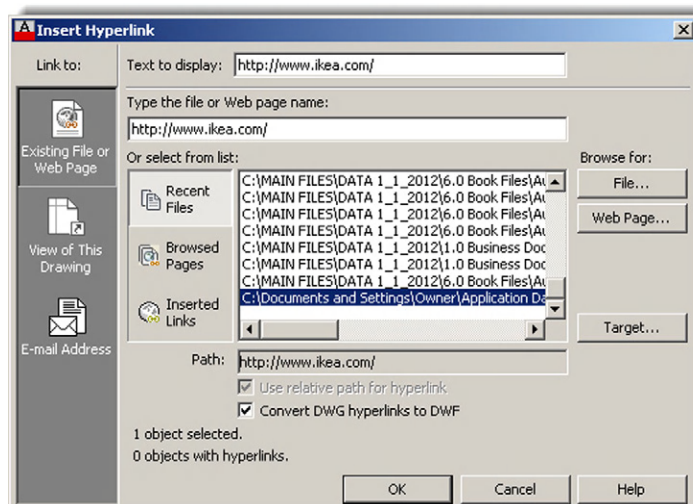 Insert Hyperlink
Link to:
Text to display: http://www.ikea.com/
Type the file or Web page name:
http://www.ikea.com/
Existing File or
Web Page
Or select from list:
Browse for:
Recent
Files
C:\MAIN FILES\DATA 1_1_2012\6.0 Book Files\Au
C:\MAIN FILES\DATA 1_1_2012\6.0 Book Files\Au
C:\MAIN FILES\DATA 1_1_2012\6.0 Book Files\Au
C:\MAIN FILES\DATA 1_1_2012\6.0 Book Files\Au
C:\MAIN FILES\DATA 1_1_2012\1.0 Business Doc
C:\MAIN FILES\DATA 1_1_2012\1.0 Business Doc
C:\MAIN FILES\DATA 1_1_2012\6.0 Book Files\Au
C:\Documents and Settings\Owner\Application Da
File...
Web Page...
View of This
Drawing
Browsed
Pages
Inserted
Links
Target...
E-mail Address
Path: http://www.ikea.com/
Use relative path for hyperlink
Convert DWG hyperlinks to DWF
1 object selected.
0 objects with hyperlinks.
OK
Cancel
Help